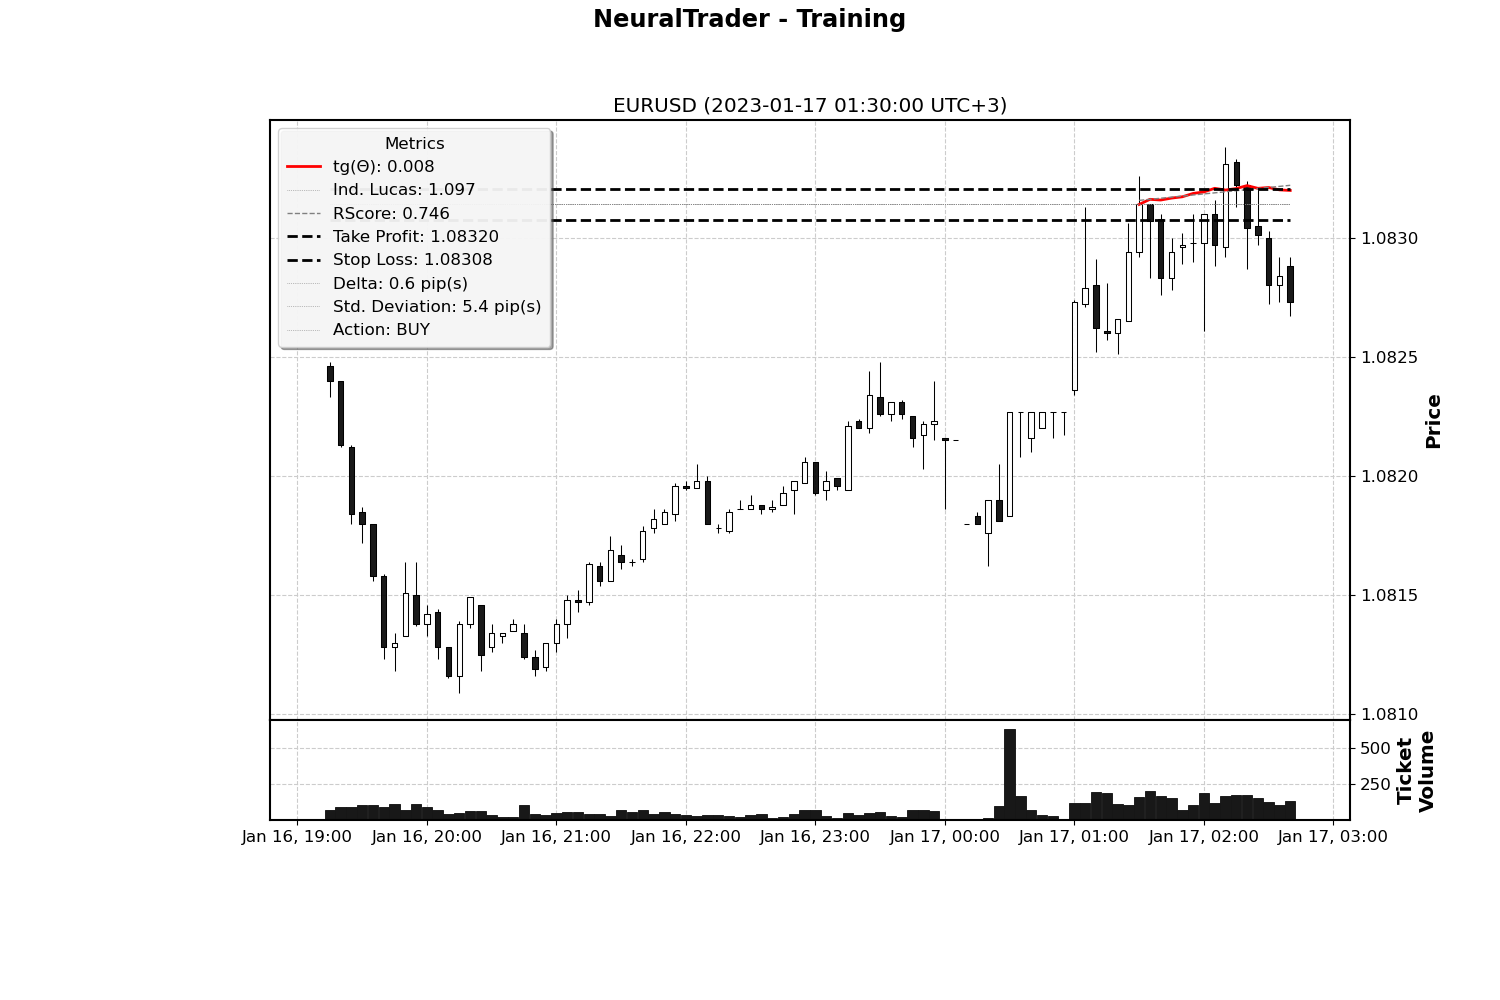 NeuralTrader - Training
EURUSD (2023-01-17 01:30:00 UTC+3)
Metrics
tg(Θ): 0.008
Ind. Lucas: 1.097
RScore: 0.746
Take Profit: 1.08320
Stop Loss: 1.08308
Delta: 0.6 pip(s)
Std. Deviation: 5.4 pip(s)
Action: BUY
1.0830
1.0825
1.0820
1.0815
1.0810
Price
500
250
Ticket
Volume
Jan 16, 19:00 Jan 16, 20:00 Jan 16, 21:00 Jan 16, 22:00 Jan 16, 23:00 Jan 17, 00:00 Jan 17, 01:00 Jan 17, 02:00 Jan 17, 03:00